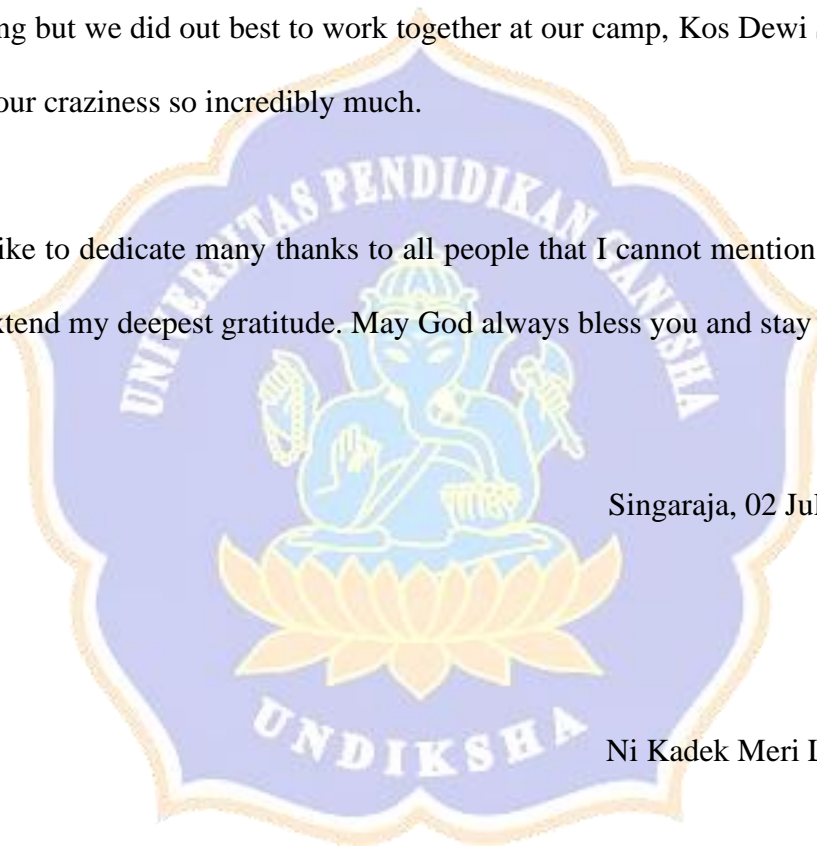 ng but we did out best to work together at our camp, Kos Dewi
our craziness so incredibly much.
UNIVERSITAS PENDIDIKAN GANESHA
ike to dedicate many thanks to all people that I cannot mention
xtend my deepest gratitude. May God always bless you and stay
Singaraja, 02 Jul
UNDIKSHA
Ni Kadek Meri